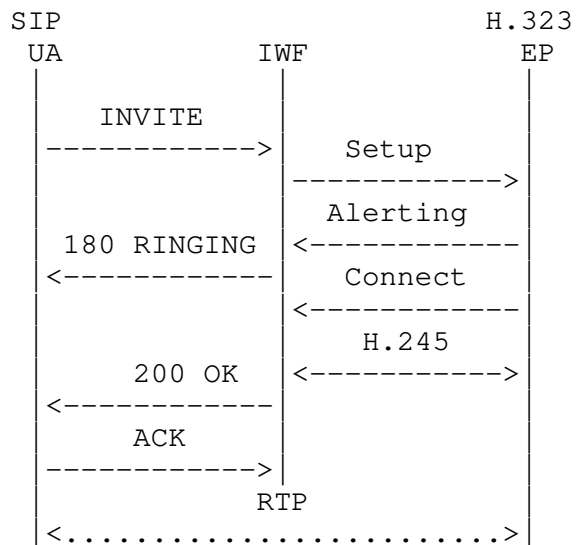 SIP H.323
UA IWF EP
INVITE
Setup
Alerting
180 RINGING
Connect
H.245
200 OK
ACK
RTP